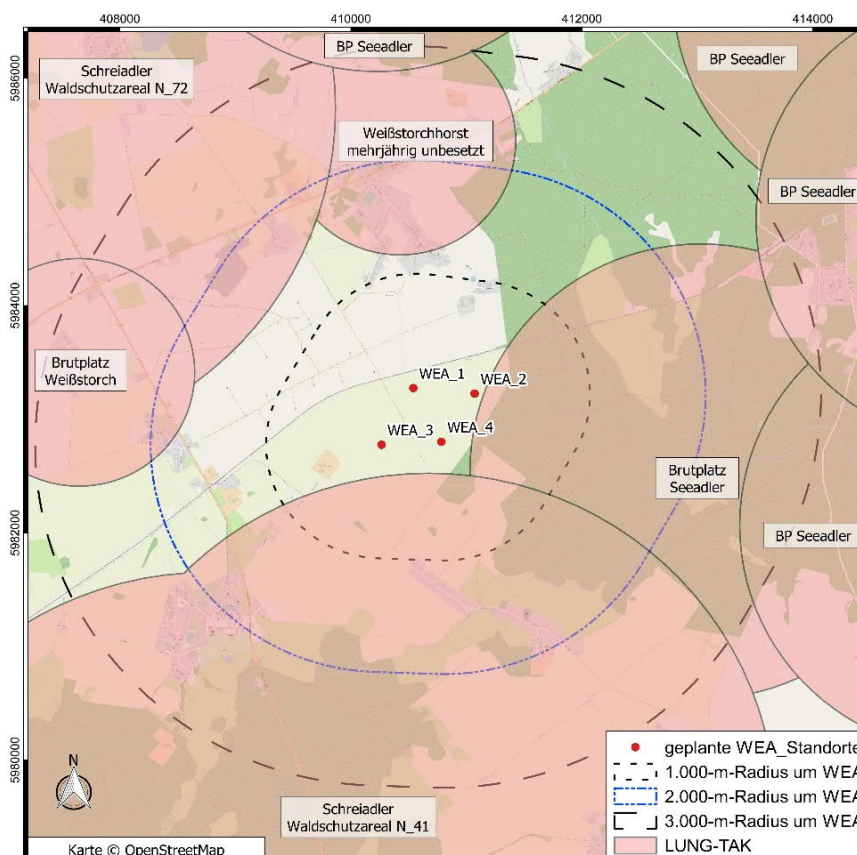 408000
410000
412000
414000
BP Seeadler
Schreiadler
Waldschutzareal N_72
BP Seeadler
5986000
Weißstorchhorst
mehrjährig unbesetzt
BP Seeadler
5984000
Brutplatz
Weißstorch
WEA_1
WEA_2
WEA_3
WEA_4
Brutplatz
Seeadler
5982000
BP Seeadler
5980000
N
Schreiadler
Waldschutzareal N_41
geplante WEA_Standorte
1.000-m-Radius um WEA
2.000-m-Radius um WEA
3.000-m-Radius um WEA
LUNG-TAK
Karte © OpenStreetMap